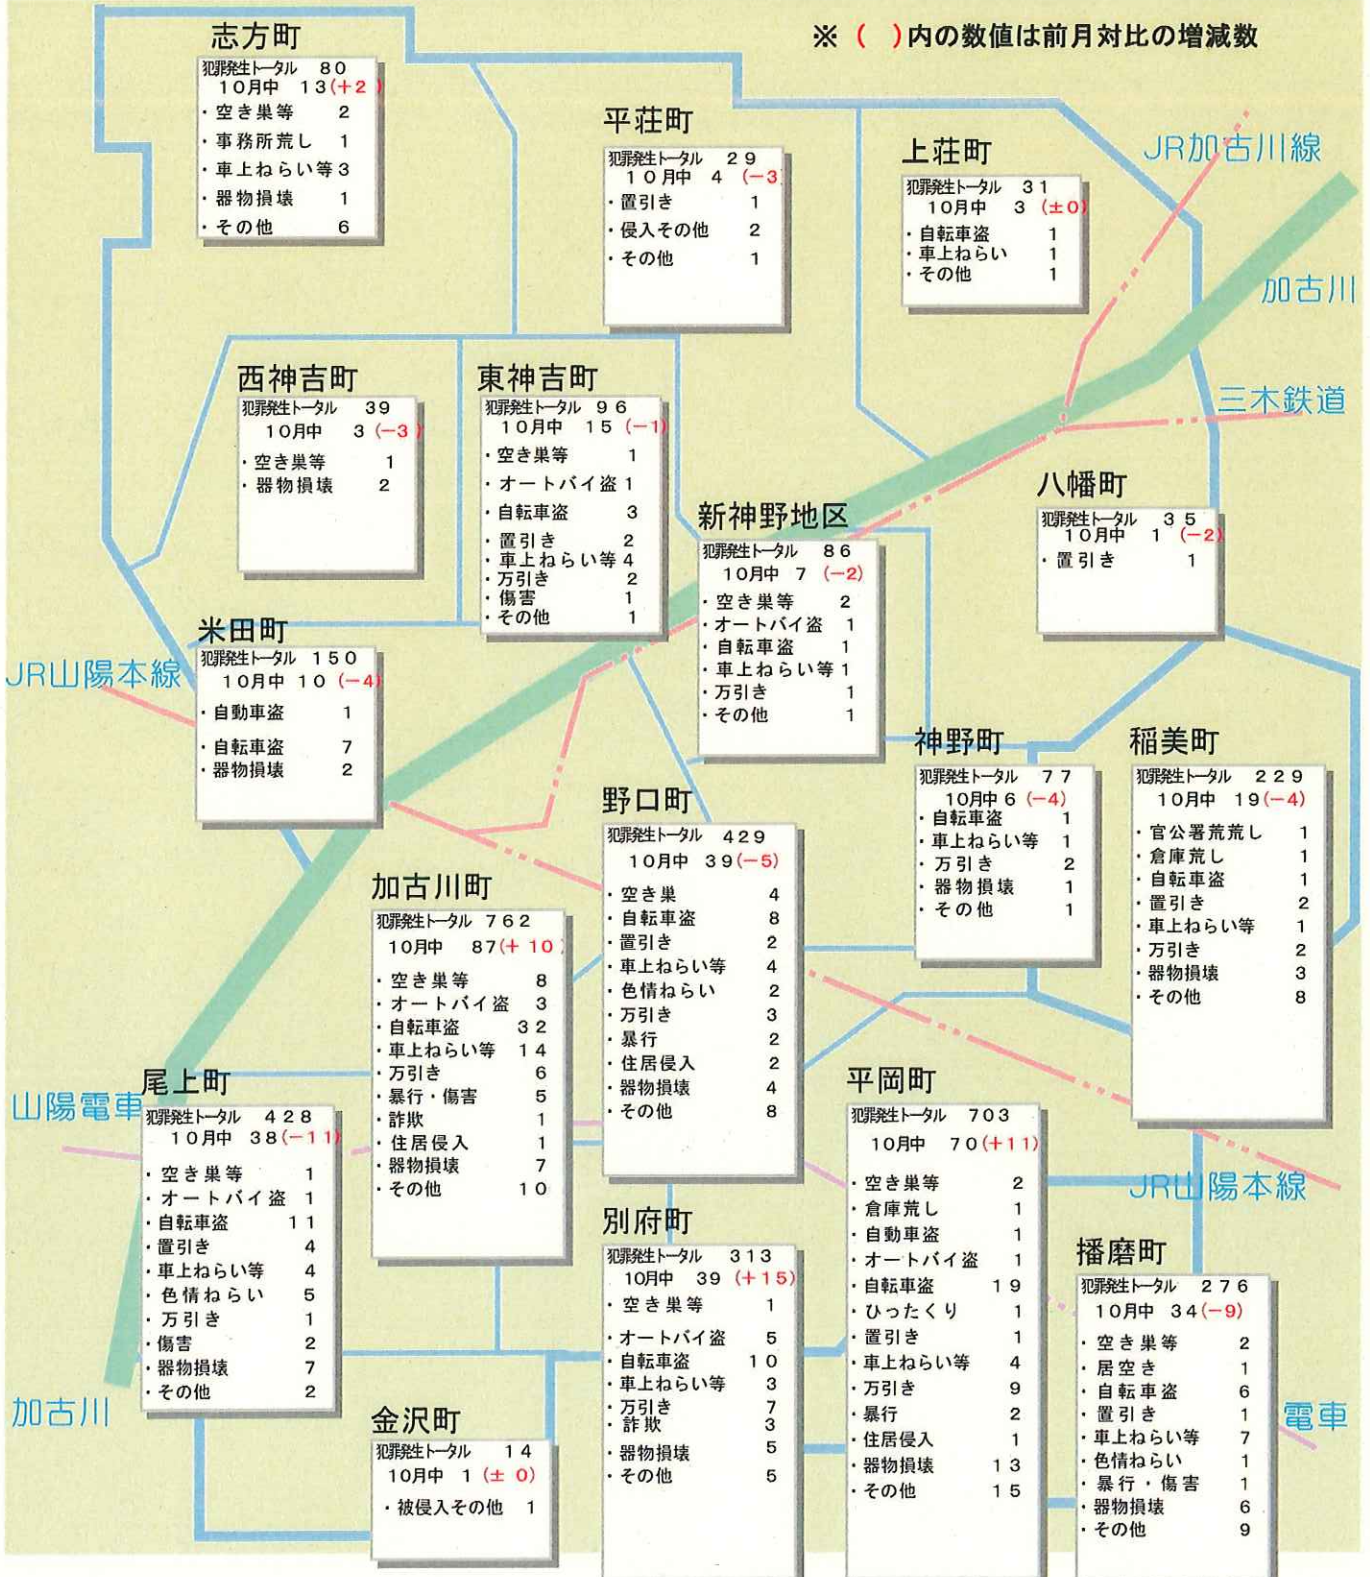 ※ ( )内の数値は前月対比の増減数
志方町
犯罪発生トータル 80
10月中 13(+2)
・空き巣等 2
・事務所荒し 1
・車上ねらい等 3
・器物損壊 1
・その他 6
平荘町
犯罪発生トータル 29
10月中 4 (-3)
・置引き 1
・侵入その他 2
・その他 1
上荘町
犯罪発生トータル 31
10月中 3 (±0)
・自転車盗 1
・車上ねらい 1
・その他 1
JR加古川線
加古川
三木鉄道
西神吉町
犯罪発生トータル 39
10月中 3 (-3)
・空き巣等 1
・器物損壊 2
東神吉町
犯罪発生トータル 96
10月中 15 (-1)
・空き巣等 1
・オートバイ盗 1
・自転車盗 3
・置引き 2
・車上ねらい等 4
・万引き 2
・傷害 1
・その他 1
新神野地区
犯罪発生トータル 86
10月中 7 (-2)
・空き巣等 2
・オートバイ盗 1
・自転車盗 1
・車上ねらい等 1
・万引き 1
・その他 1
八幡町
犯罪発生トータル 35
10月中 1 (-2)
・置引き 1
米田町
犯罪発生トータル 150
10月中 10 (-4)
・自動車盗 1
・自転車盗 7
・器物損壊 2
JR山陽本線
神野町
犯罪発生トータル 77
10月中 6 (-4)
・自転車盗 1
・車上ねらい等 1
・万引き 2
・器物損壊 1
・その他 1
稲美町
犯罪発生トータル 229
10月中 19(-4)
・官公署荒荒し 1
・倉庫荒し 1
・自転車盗 1
・置引き 2
・車上ねらい等 1
・万引き 2
・器物損壊 3
・その他 8
野口町
犯罪発生トータル 429
10月中 39(-5)
・空き巣 4
・自転車盗 8
・置引き 2
・車上ねらい等 4
・色情ねらい 2
・万引き 3
・暴行 2
・住居侵入 2
・器物損壊 4
・その他 8
加古川町
犯罪発生トータル 762
10月中 87(+ 10)
・空き巣等 8
・オートバイ盗 3
・自転車盗 32
・車上ねらい等 14
・万引き 6
・暴行・傷害 5
・詐欺 1
・住居侵入 1
・器物損壊 7
・その他 10
尾上町
犯罪発生トータル 428
10月中 38(-11)
・空き巣等 1
・オートバイ盗 1
・自転車盗 11
・置引き 4
・車上ねらい等 4
・色情ねらい 5
・万引き 1
・傷害 2
・器物損壊 7
・その他 2
山陽電車
加古川
平岡町
犯罪発生トータル 703
10月中 70(+11)
・空き巣等 2
・倉庫荒し 1
・自動車盗 1
・オートバイ盗 1
・自転車盗 19
・ひったくり 1
・置引き 1
・車上ねらい等 4
・万引き 9
・暴行 2
・住居侵入 1
・器物損壊 13
・その他 15
JR山陽本線
別府町
犯罪発生トータル 313
10月中 39 (+15)
・空き巣等 1
・オートバイ盗 5
・自転車盗 10
・車上ねらい等 3
・万引き 7
・詐欺 3
・器物損壊 5
・その他 5
播磨町
犯罪発生トータル 276
10月中 34(-9)
・空き巣等 2
・居空き 1
・自転車盗 6
・置引き 1
・車上ねらい等 7
・色情ねらい 1
・暴行・傷害 1
・器物損壊 6
・その他 9
電車
金沢町
犯罪発生トータル 14
10月中 1 (± 0)
・被侵入その他 1